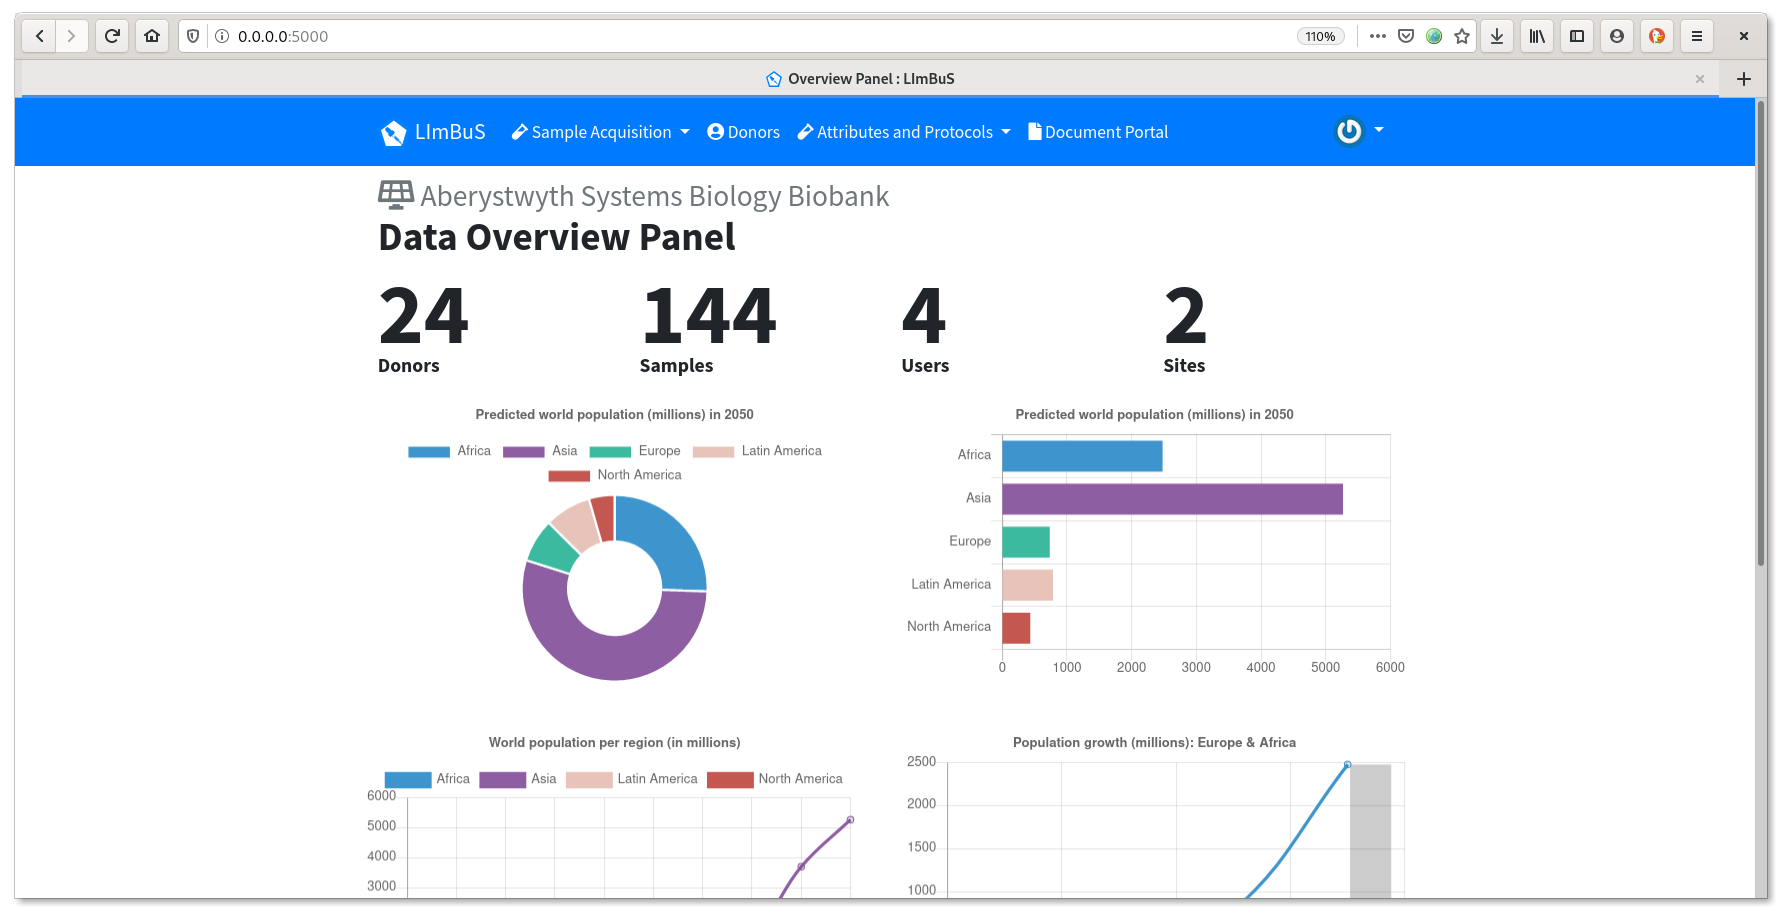 0.0.0.0:5000
110%
Overview Panel : LImBuS
LImBuS Sample Acquisition Donors Attributes and Protocols Document Portal
Aberystwyth Systems Biology Biobank
Data Overview Panel
24 144 4 2
Donors Samples Users Sites
Predicted world population (millions) in 2050
Africa Asia Europe Latin America
North America
Predicted world population (millions) in 2050
Africa
Asia
Europe
Latin America
North America
0 1000 2000 3000 4000 5000 6000
World population per region (in millions)
Africa Asia Latin America North America
6000
5000
4000
3000
Population growth (millions): Europe & Africa
2500
2000
1500
1000